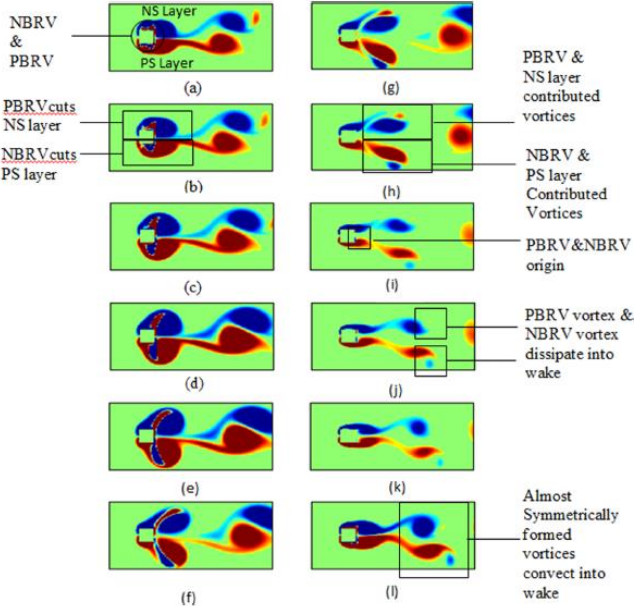 NBRV
&
PBRV
NS Layer
PS Layer
(a)
PBRVcuts
NS layer
NBRVcuts
PS layer
(b)
(c)
(d)
(e)
(f)
(g)
PBRV &
NS layer
contributed
vortices
(h)
NBRV &
PS layer
Contributed
Vortices
(i)
PBRV&NBRV
origin
(j)
PBRV vortex &
NBRV vortex
dissipate into
wake
(k)
(l)
Almost
Symmetrically
formed
vortices
convect into
wake